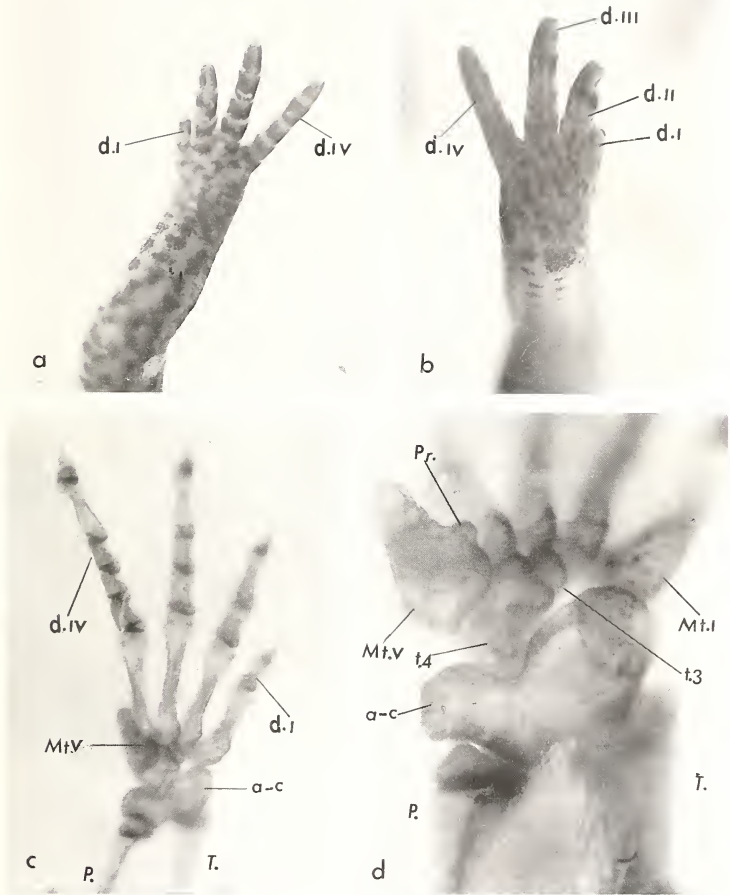 d.I
d.IV
a
d.III
d.II
d.I
d.IV
b
d.IV
d.I
Mt.V
a-c
P.
T.
c
Pr.
Mt.V
t.4
Mt.I
t.3
a-c
P.
T.
d